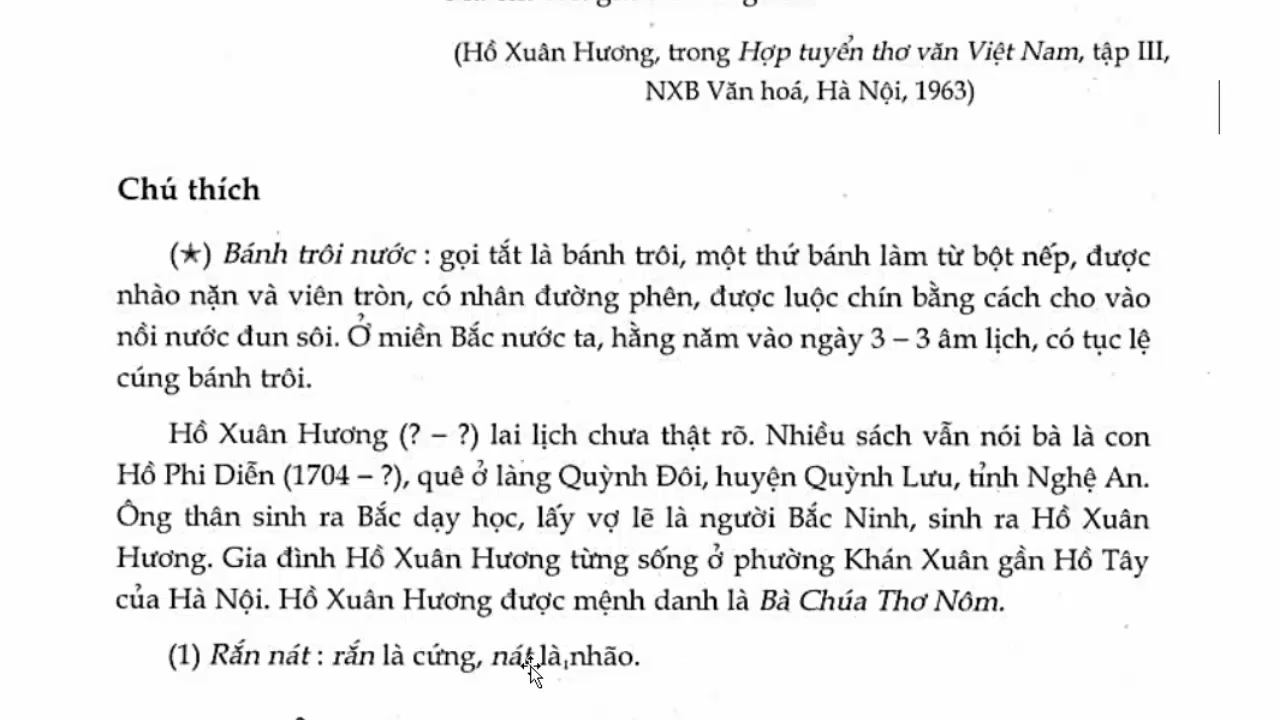 (Hồ Xuân Hương, trong Hợp tuyển thơ văn Việt Nam, tập III,
NXB Văn hoá, Hà Nội, 1963)
Chú thích
(★) Bánh trôi nước : gọi tắt là bánh trôi, một thứ bánh làm từ bột nếp, được
nhào nặn và viên tròn, có nhân đường phên, được luộc chín bằng cách cho vào
nồi nước đun sôi. Ở miền Bắc nước ta, hằng năm vào ngày 3 – 3 âm lịch, có tục lệ
cúng bánh trôi.
Hồ Xuân Hương (? – ?) lai lịch chưa thật rõ. Nhiều sách vẫn nói bà là con
Hồ Phi Diễn (1704 – ?), quê ở làng Quỳnh Đôi, huyện Quỳnh Lưu, tỉnh Nghệ An.
Ông thân sinh ra Bắc dạy học, lấy vợ lẽ là người Bắc Ninh, sinh ra Hồ Xuân
Hương. Gia đình Hồ Xuân Hương từng sống ở phường Khán Xuân gần Hồ Tây
của Hà Nội. Hồ Xuân Hương được mệnh danh là Bà Chúa Thơ Nôm.
(1) Rắn nát : rắn là cứng, nát là nhão.